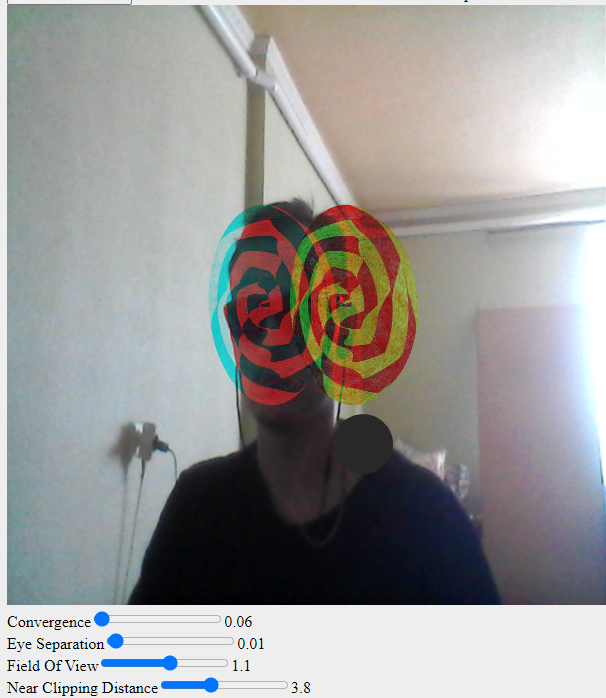 Convergence 0.06
Eye Separation 0.01
Field Of View 1.1
Near Clipping Distance 3.8